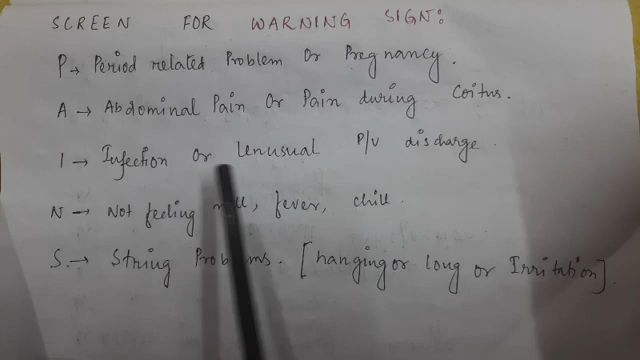 SCREEN FOR WARNING SIGN:
P→ Period related Problem Or Pregnancy.
A → Abdominal Pain Or Pain during Coitus.
I → Infection Or Unusual P/V discharge.
N → Not feeling well, fever, chill.
S.→ String Problems. [hanging or long or Irritation].